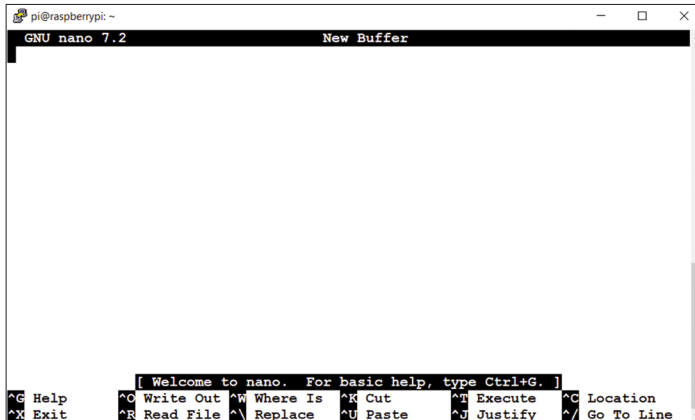 pi@raspberrypi: ~
GNU nano 7.2 New Buffer
[ Welcome to nano. For basic help, type Ctrl+G. ]
^G Help ^O Write Out ^W Where Is ^K Cut ^T Execute ^C Location
^X Exit ^R Read File ^\ Replace ^U Paste ^J Justify ^/ Go To Line